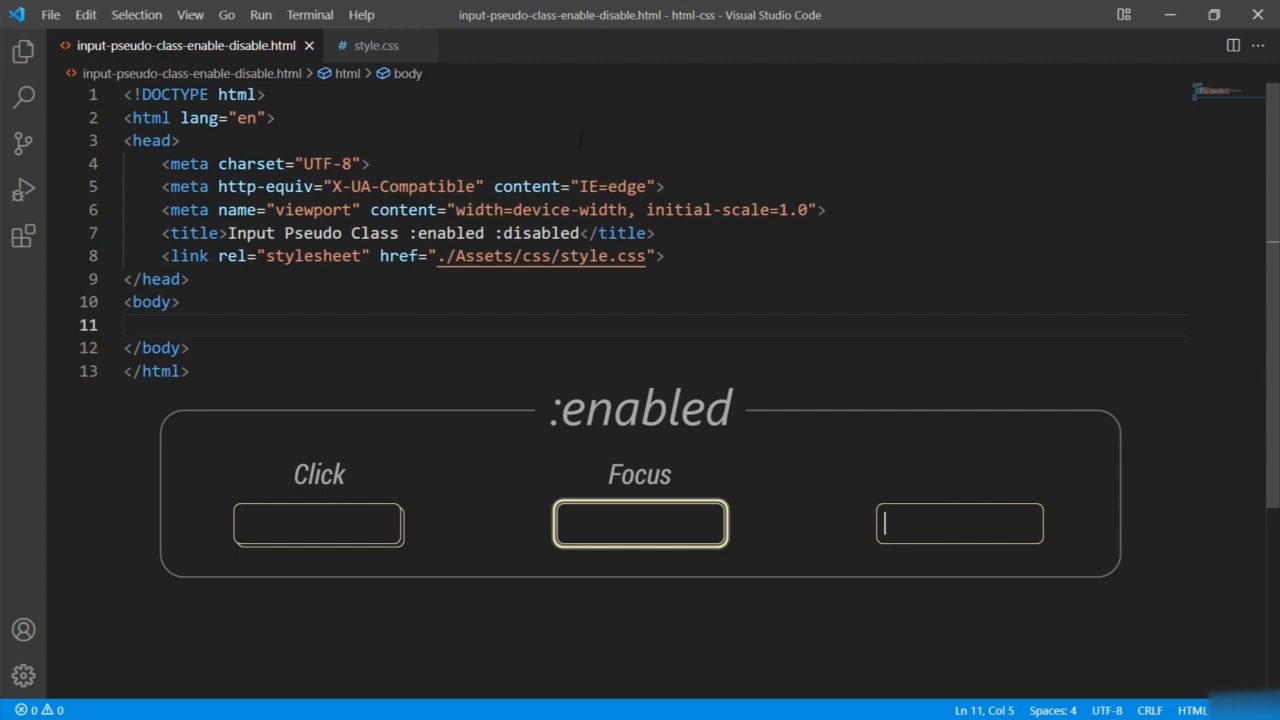 File Edit Selection View Go Run Terminal Help input-pseudo-class-enable-disable.html - html-css - Visual Studio Code
input-pseudo-class-enable-disable.html # style.css
input-pseudo-class-enable-disable.html > html > body
1 <!DOCTYPE html>
2 <html lang="en">
3 <head>
4 <meta charset="UTF-8">
5 <meta http-equiv="X-UA-Compatible" content="IE=edge">
6 <meta name="viewport" content="width=device-width, initial-scale=1.0">
7 <title>Input Pseudo Class :enabled :disabled</title>
8 <link rel="stylesheet" href="./Assets/css/style.css">
9 </head>
10 <body>
11
12 </body>
13 </html>
:enabled
Click Focus
0 0 Ln 11, Col 5 Spaces: 4 UTF-8 CRLF HTML